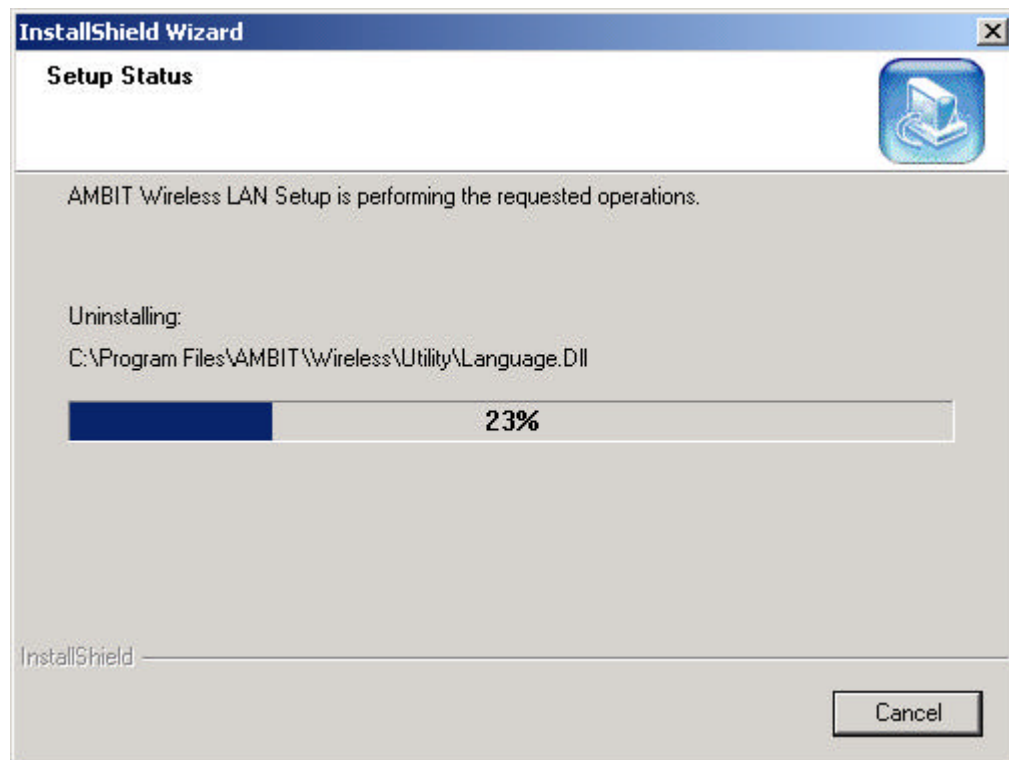 InstallShield Wizard
Setup Status
AMBIT Wireless LAN Setup is performing the requested operations.
Uninstalling:
C:\Program Files\AMBIT\Wireless\Utility\Language.Dll
23%
InstallShield
Cancel